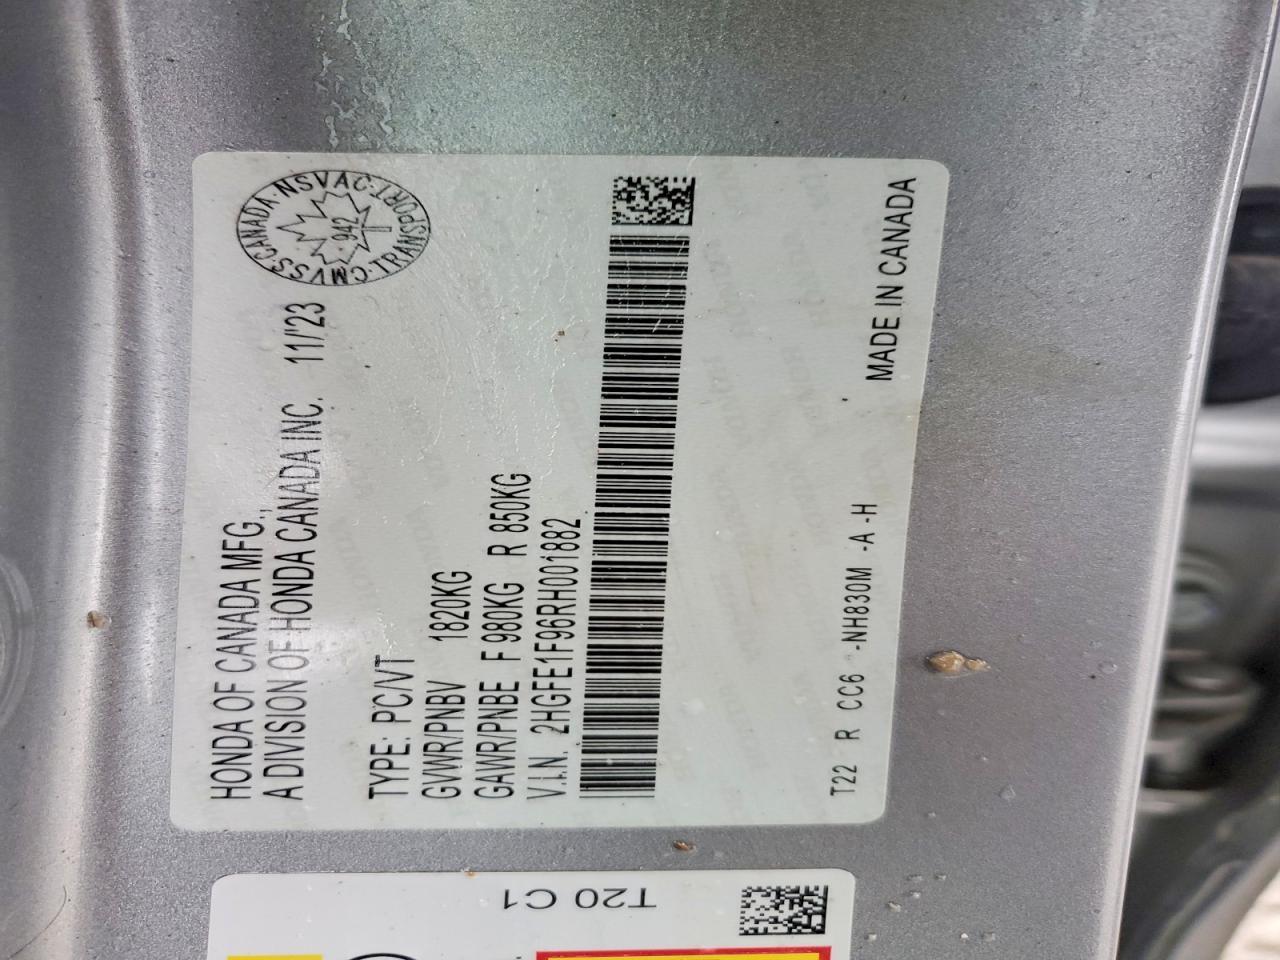 HONDA OF CANADA MFG.,
A DIVISION OF HONDA CANADA INC. 11/'23
CMVSS·CANADA·NSVAC·TRANSPORT·
942
TYPE: PC/VT
GVWR/PNBV 1820KG
GAWR/PNBE F 980KG R 850KG
V.I.N. 2HGFE1F96RH001882
T22 R CC6 -NH830M -A -H
MADE IN CANADA
T20 C1